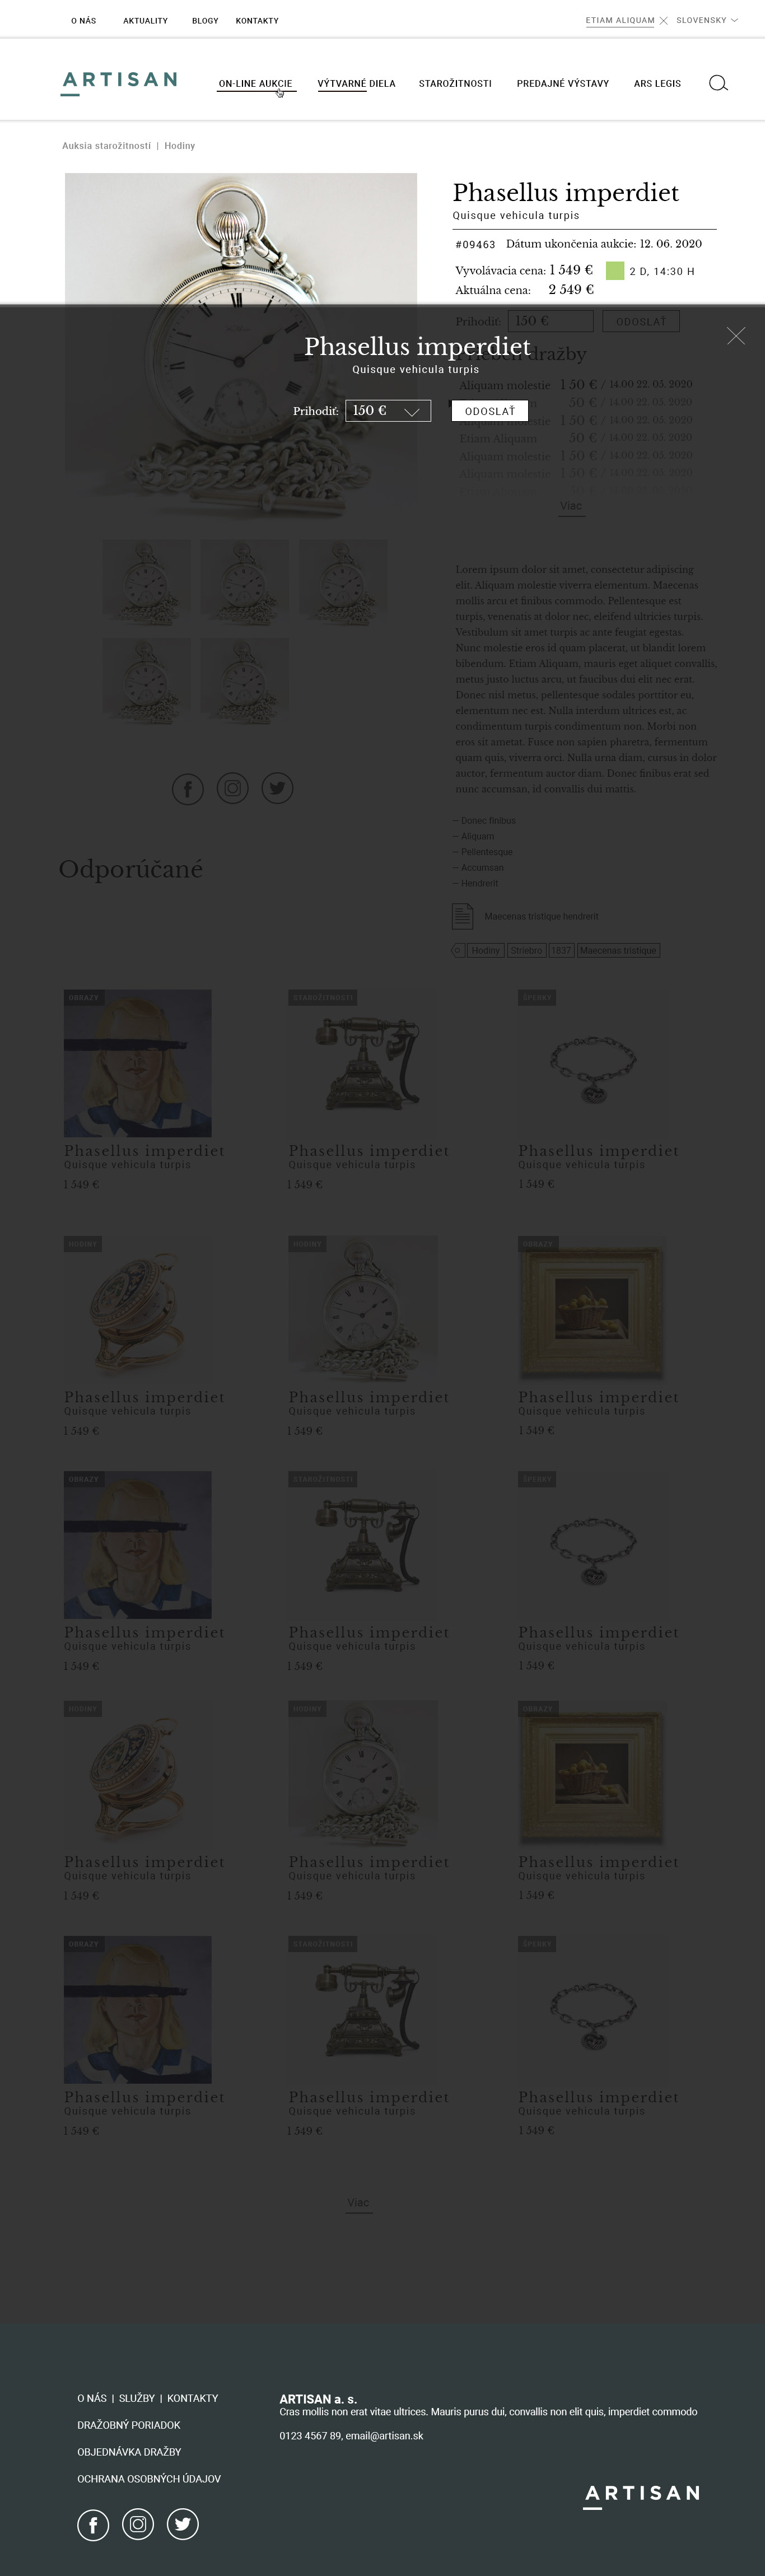 O NÁS AKTUALITY BLOGY KONTAKTY ETIAM ALIQUAM SLOVENSKY
ARTISAN ON-LINE AUKCIE VÝTVARNÉ DIELA STAROŽITNOSTI PREDAJNÉ VÝSTAVY ARS LEGIS
Auksia starožitností | Hodiny
Phasellus imperdiet
Quisque vehicula turpis
#09463 Dátum ukončenia aukcie: 12. 06. 2020
Vyvolávacia cena: 1 549 € 2 D, 14:30 H
Aktuálna cena: 2 549 €
Prihodiť: 150 € ODOSLAŤ
Phasellus imperdiet
Quisque vehicula turpis
Prihodiť: 150 € ODOSLAŤ
dražby
Aliquam molestie 1 50 € / 14.00 22. 05. 2020
50 € / 14.00 22. 05. 2020
Aliquam molestie 1 50 € / 14.00 22. 05. 2020
Etiam Aliquam 50 € / 14.00 22. 05. 2020
Aliquam molestie 1 50 € / 14.00 22. 05. 2020
Aliquam molestie 1 50 € / 14.00 22. 05. 2020
Viac
Lorem ipsum dolor sit amet, consectetur adipiscing
elit. Aliquam molestie viverra elementum. Maecenas
mollis arcu et finibus commodo. Pellentesque est
turpis, venenatis at dolor nec, eleifend ultricies turpis.
Vestibulum sit amet turpis ac ante feugiat egestas.
Nunc molestie eros id quam placerat, ut blandit lorem
bibendum. Etiam Aliquam, mauris eget aliquet convallis,
metus justo luctus arcu, ut faucibus dui elit nec erat.
Donec nisl metus, pellentesque sodales porttitor eu,
elementum nec est. Nulla interdum ultrices est, ac
condimentum turpis condimentum non. Morbi non
eros sit ametat. Fusce non sapien pharetra, fermentum
quam quis, viverra orci. Nulla urna diam, cursus in dolor
auctor, fermentum auctor diam. Donec finibus erat sed
nunc accumsan, id convallis dui mattis.
— Donec finibus
— Aliquam
— Pellentesque
— Accumsan
— Hendrerit
Maecenas tristique hendrerit
Hodiny Striebro 1837 Maecenas tristique
Odporúčané
OBRAZY STAROŽITNOSTI ŠPERKY
Phasellus imperdiet Phasellus imperdiet Phasellus imperdiet
Quisque vehicula turpis Quisque vehicula turpis Quisque vehicula turpis
1 549 € 1 549 € 1 549 €
HODINY HODINY OBRAZY
Phasellus imperdiet Phasellus imperdiet Phasellus imperdiet
Quisque vehicula turpis Quisque vehicula turpis Quisque vehicula turpis
1 549 € 1 549 € 1 549 €
OBRAZY STAROŽITNOSTI ŠPERKY
Phasellus imperdiet Phasellus imperdiet Phasellus imperdiet
Quisque vehicula turpis Quisque vehicula turpis Quisque vehicula turpis
1 549 € 1 549 € 1 549 €
HODINY HODINY OBRAZY
Phasellus imperdiet Phasellus imperdiet Phasellus imperdiet
Quisque vehicula turpis Quisque vehicula turpis Quisque vehicula turpis
1 549 € 1 549 € 1 549 €
OBRAZY STAROŽITNOSTI ŠPERKY
Phasellus imperdiet Phasellus imperdiet Phasellus imperdiet
Quisque vehicula turpis Quisque vehicula turpis Quisque vehicula turpis
1 549 € 1 549 € 1 549 €
Viac
O NÁS | SLUŽBY | KONTAKTY
DRAŽOBNÝ PORIADOK
OBJEDNÁVKA DRAŽBY
OCHRANA OSOBNÝCH ÚDAJOV
ARTISAN a. s.
Cras mollis non erat vitae ultrices. Mauris purus dui, convallis non elit quis, imperdiet commodo
0123 4567 89, email@artisan.sk
ARTISAN